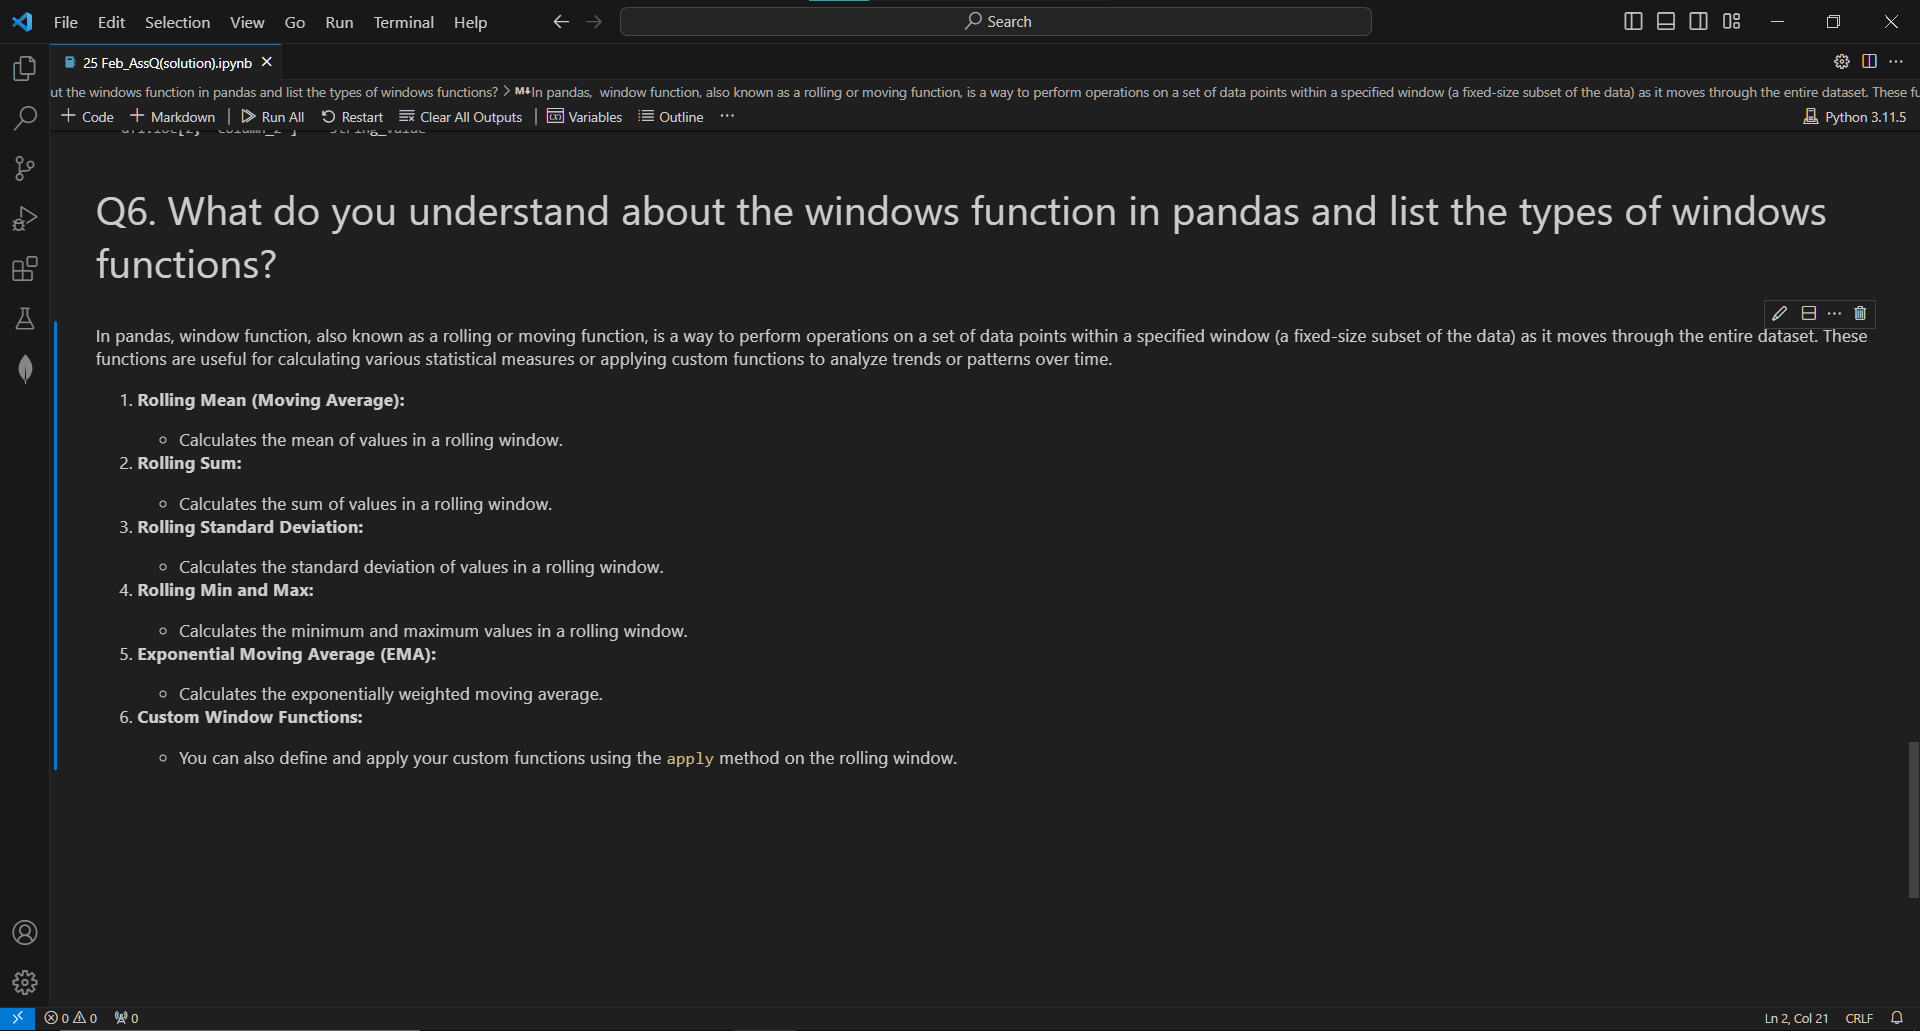 File Edit Selection View Go Run Terminal Help Search
25 Feb_AssQ(solution).ipynb
ut the windows function in pandas and list the types of windows functions? > M↓In pandas, window function, also known as a rolling or moving function, is a way to perform operations on a set of data points within a specified window (a fixed-size subset of the data) as it moves through the entire dataset. These fu
+ Code + Markdown | Run All Restart Clear All Outputs | Variables Outline ··· Python 3.11.5
Q6. What do you understand about the windows function in pandas and list the types of windows
functions?
In pandas, window function, also known as a rolling or moving function, is a way to perform operations on a set of data points within a specified window (a fixed-size subset of the data) as it moves through the entire dataset. These
functions are useful for calculating various statistical measures or applying custom functions to analyze trends or patterns over time.
1. Rolling Mean (Moving Average):
◦ Calculates the mean of values in a rolling window.
2. Rolling Sum:
◦ Calculates the sum of values in a rolling window.
3. Rolling Standard Deviation:
◦ Calculates the standard deviation of values in a rolling window.
4. Rolling Min and Max:
◦ Calculates the minimum and maximum values in a rolling window.
5. Exponential Moving Average (EMA):
◦ Calculates the exponentially weighted moving average.
6. Custom Window Functions:
◦ You can also define and apply your custom functions using the apply method on the rolling window.
0 0 0 Ln 2, Col 21 CRLF